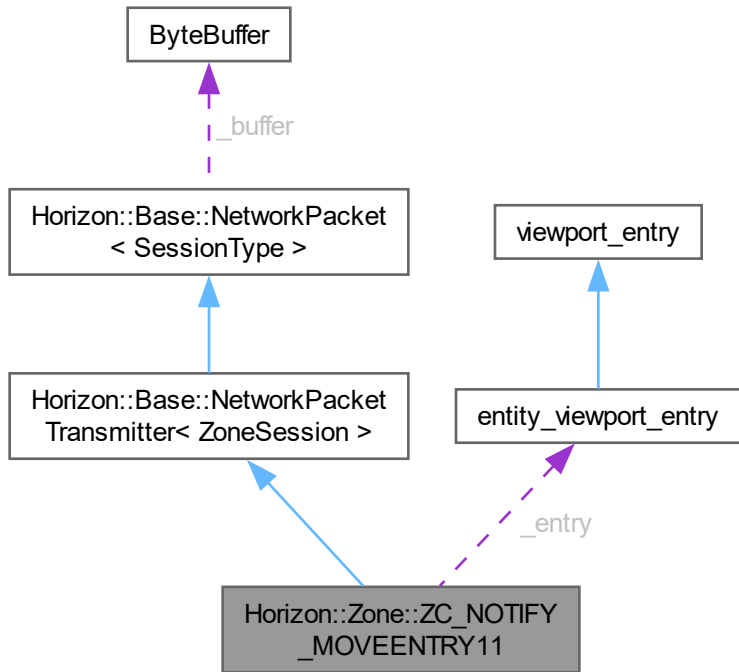 ByteBuffer
_buffer
Horizon::Base::NetworkPacket
< SessionType >
viewport_entry
Horizon::Base::NetworkPacket
Transmitter< ZoneSession >
entity_viewport_entry
_entry
Horizon::Zone::ZC_NOTIFY
_MOVEENTRY11